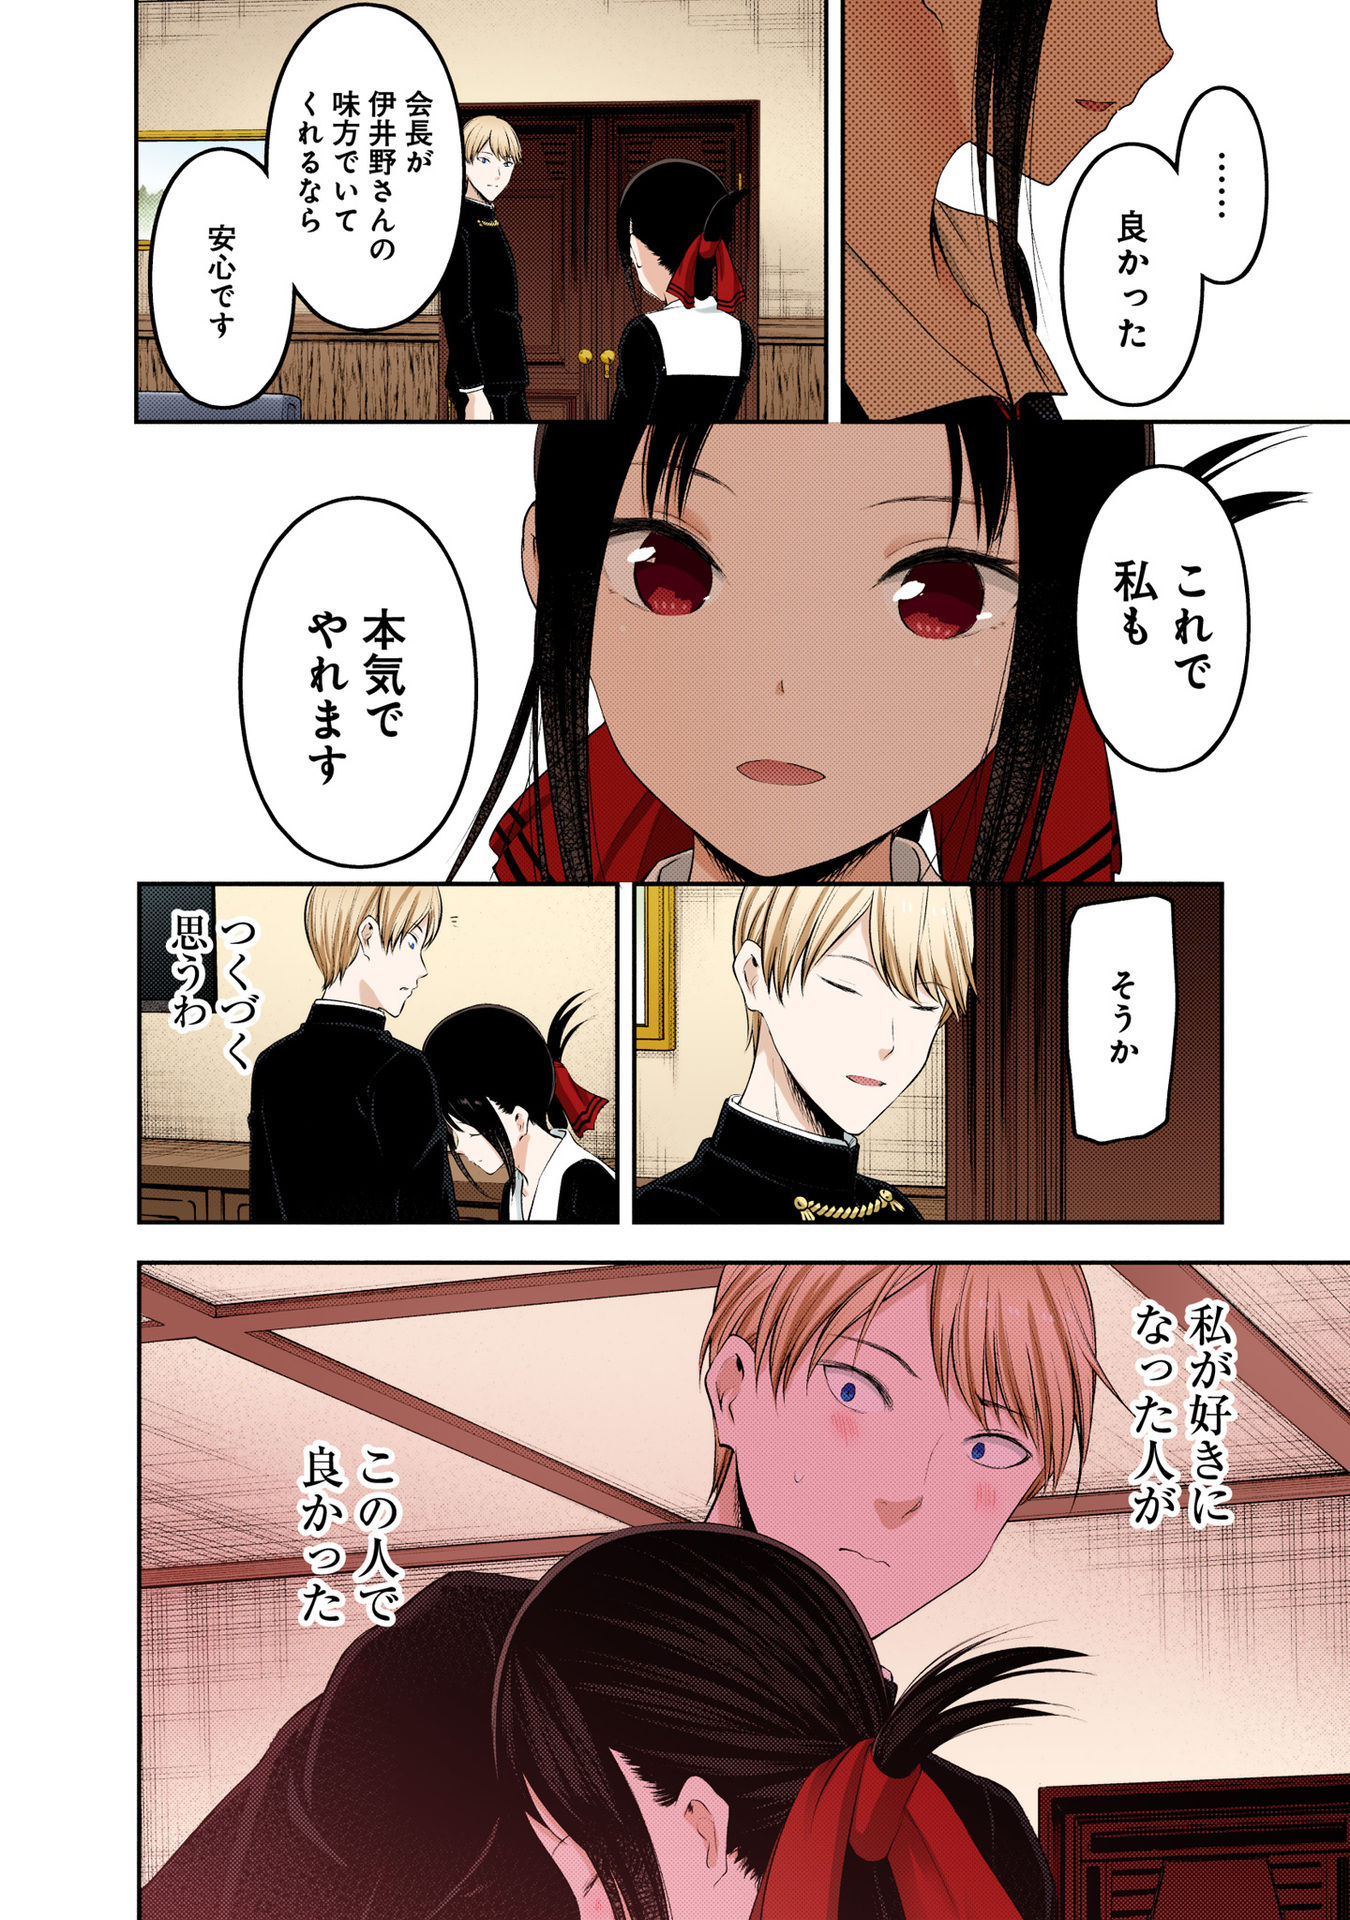 ……
良かった
会長が
伊井野さんの
味方でいて
くれるなら
安心です
これで
私も
本気で
やれます
そうか
つくづく
思うわ
私が好きに
なった人が
この人で
良かった